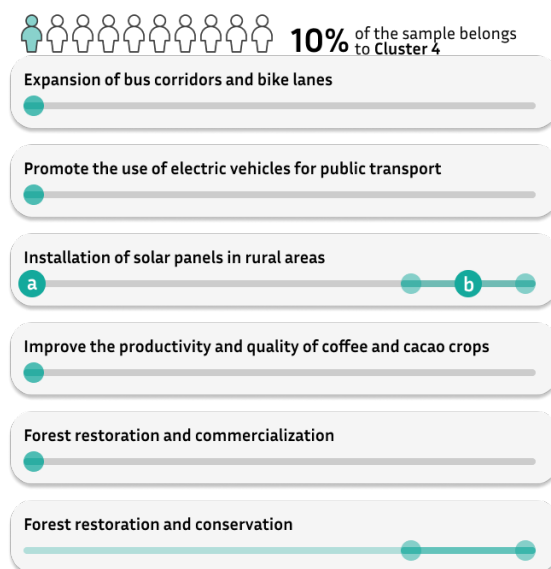 10% of the sample belongs
to Cluster 4
Expansion of bus corridors and bike lanes
Promote the use of electric vehicles for public transport
Installation of solar panels in rural areas
a b
Improve the productivity and quality of coffee and cacao crops
Forest restoration and commercialization
Forest restoration and conservation